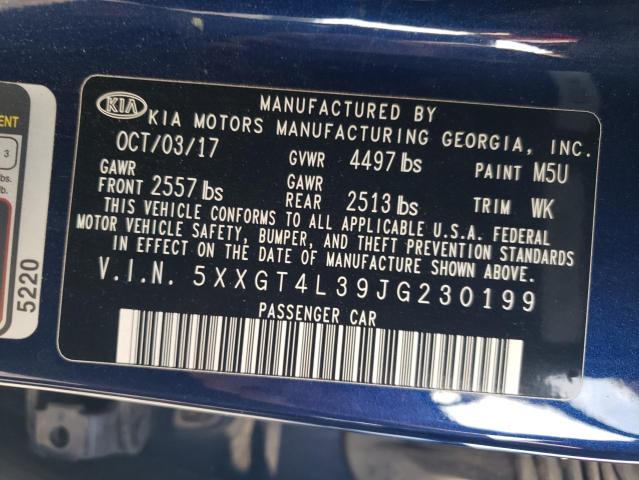 MANUFACTURED BY
KIA KIA MOTORS MANUFACTURING GEORGIA, INC.
OCT/03/17 GVWR 4497 lbs PAINT M5U
GAWR FRONT 2557 lbs GAWR REAR 2513 lbs TRIM WK
THIS VEHICLE CONFORMS TO ALL APPLICABLE U.S.A. FEDERAL
MOTOR VEHICLE SAFETY, BUMPER, AND THEFT PREVENTION STANDARDS
IN EFFECT ON THE DATE OF MANUFACTURE SHOWN ABOVE.
V.I.N. 5XXGT4L39JG230199
PASSENGER CAR
5220
3